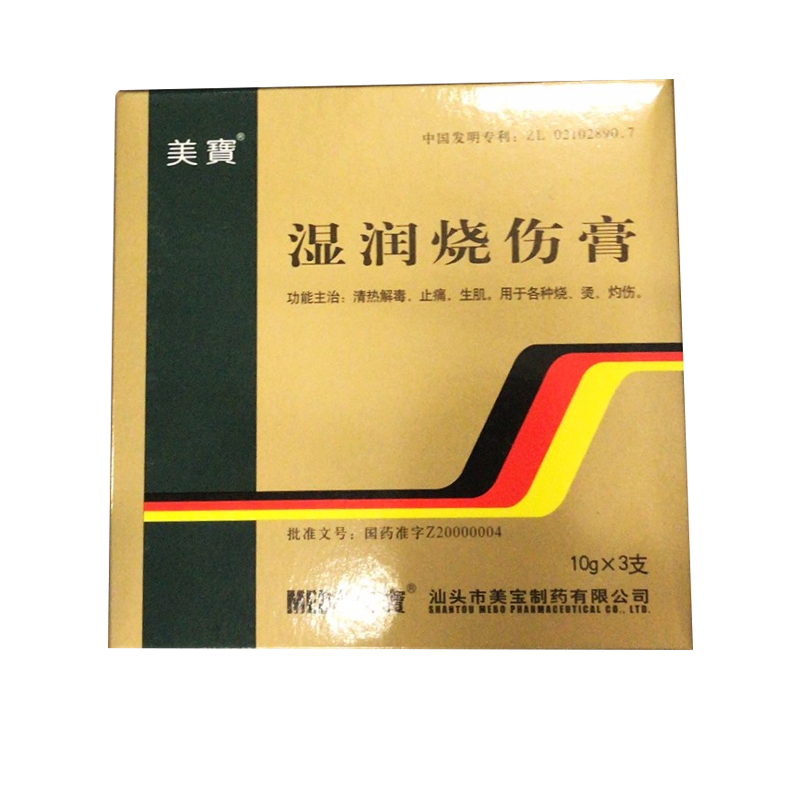 美寶®
中国发明专利：ZL 02102890.7
湿润烧伤膏
功能主治：清热解毒、止痛、生肌。用于各种烧、烫、灼伤。
批准文号：国药准字Z20000004
10g×3支
寶® 汕头市美宝制药有限公司
SHANTOU MEBO PHARMACEUTICAL CO., LTD.